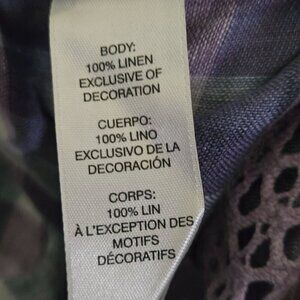 BODY:
100% LINEN
EXCLUSIVE OF
DECORATION
CUERPO:
100% LINO
EXCLUSIVO DE LA
DECORACIÓN
CORPS:
100% LIN
À L'EXCEPTION DES
MOTIFS
DÉCORATIFS